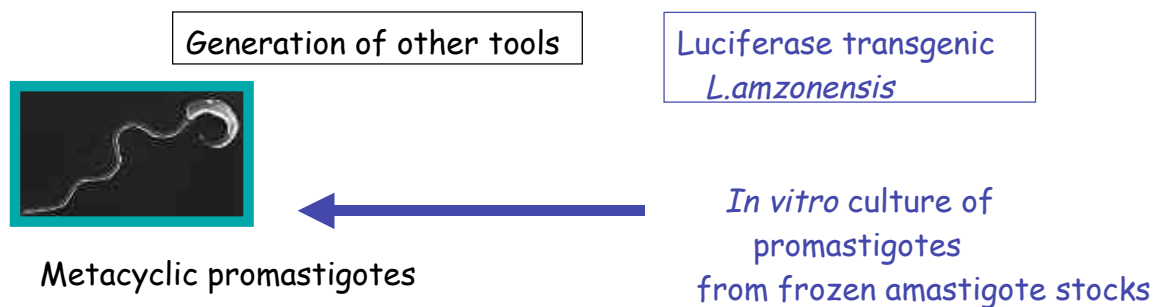 Generation of other tools
Luciferase transgenic
L.amzonensis
In vitro culture of
promastigotes
from frozen amastigote stocks
Metacyclic promastigotes